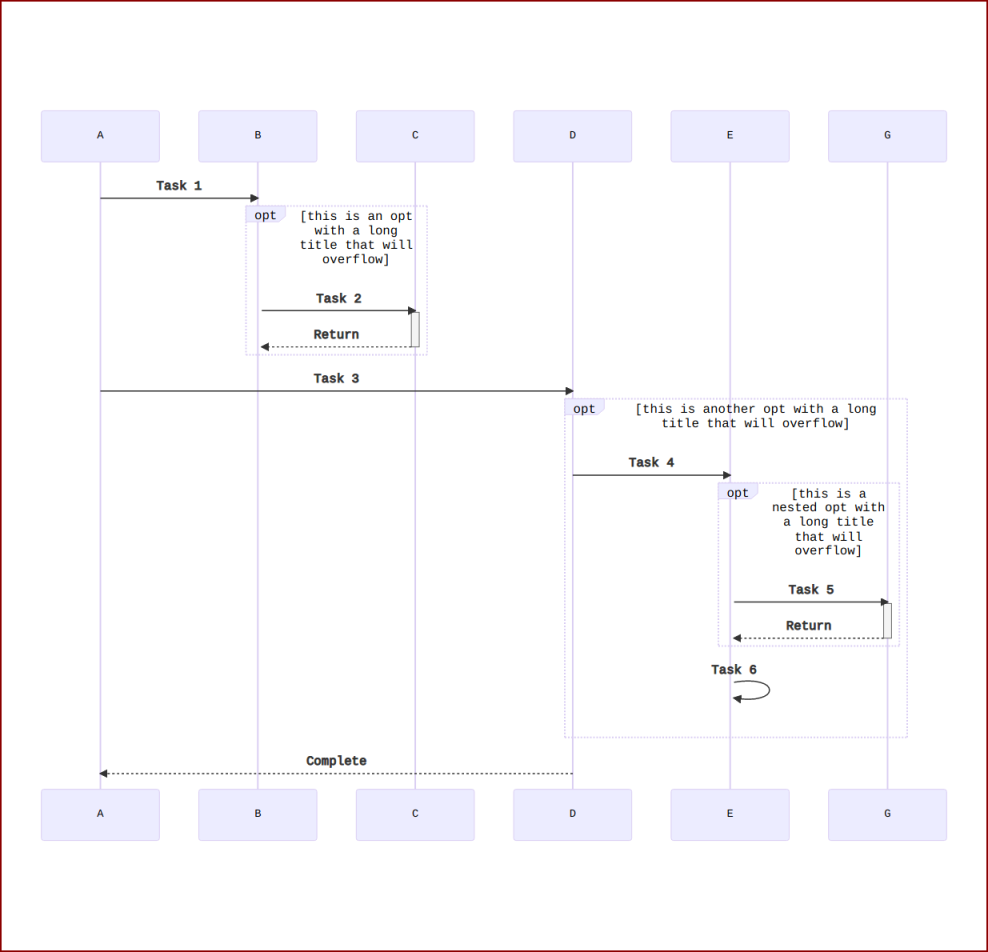 A
B
C
D
E
G
Task 1
opt
[this is an opt
with a long
title that will
overflow]
Task 2
Return
Task 3
opt
[this is another opt with a long
title that will overflow]
Task 4
opt
[this is a
nested opt with
a long title
that will
overflow]
Task 5
Return
Task 6
Complete
A
B
C
D
E
G